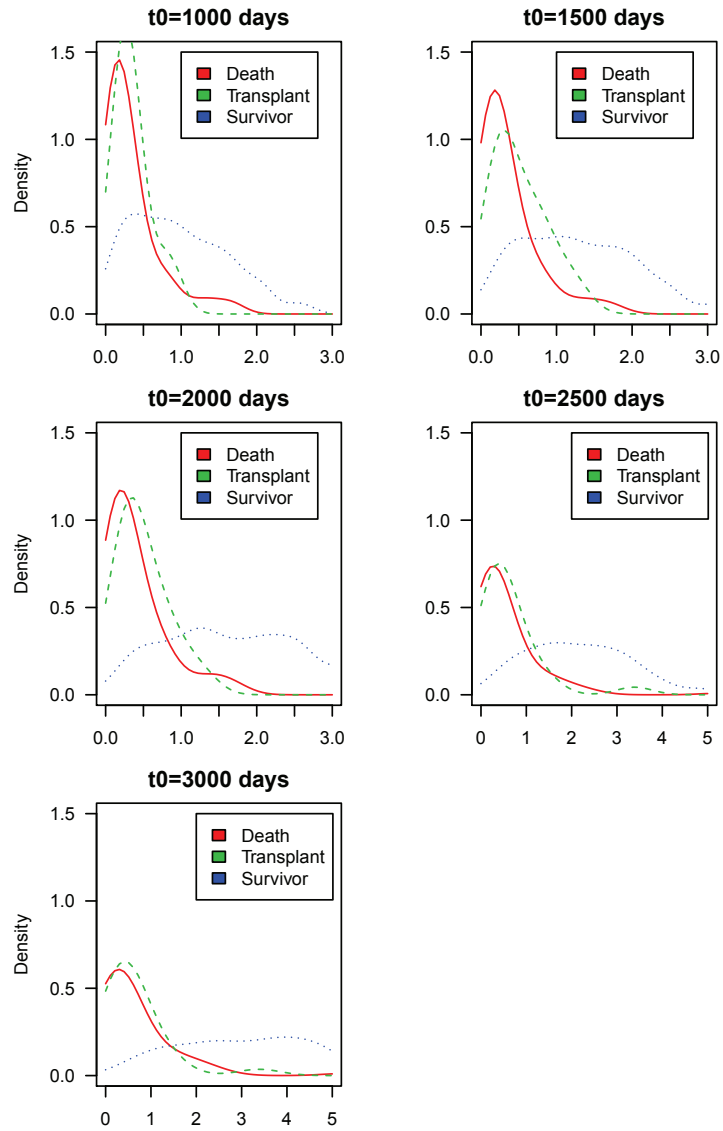 t0=1000 days
Density
1.5
1.0
0.5
0.0
Death
Transplant
Survivor
0.0 1.0 2.0 3.0
t0=1500 days
1.5
1.0
0.5
0.0
Death
Transplant
Survivor
0.0 1.0 2.0 3.0
t0=2000 days
Density
1.5
1.0
0.5
0.0
Death
Transplant
Survivor
0.0 1.0 2.0 3.0
t0=2500 days
1.5
1.0
0.5
0.0
Death
Transplant
Survivor
0 1 2 3 4 5
t0=3000 days
Density
1.5
1.0
0.5
0.0
Death
Transplant
Survivor
0 1 2 3 4 5